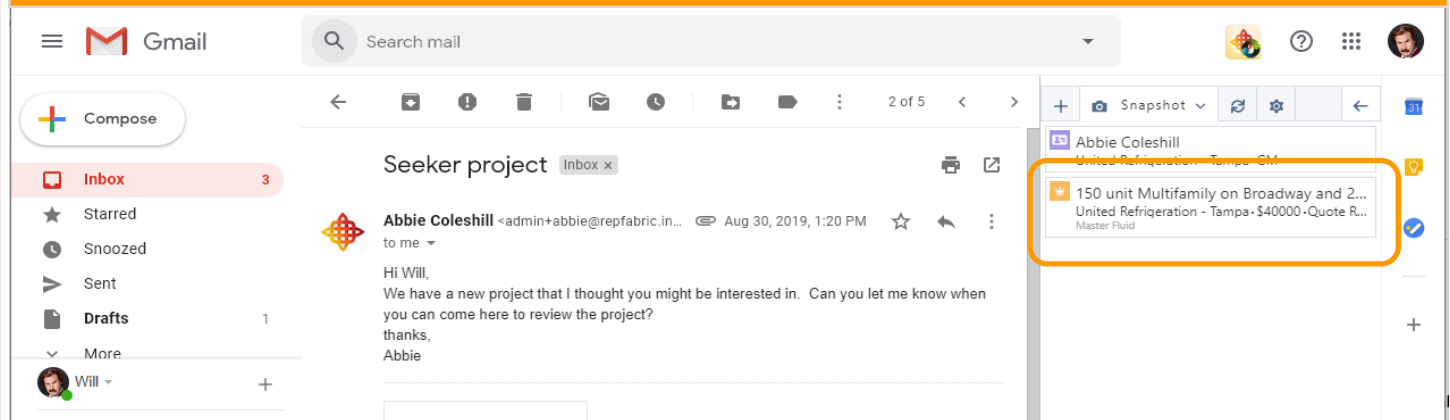 Gmail
Search mail
Compose
Inbox 3
Starred
Snoozed
Sent
Drafts 1
More
Will
2 of 5
Seeker project Inbox ×
Abbie Coleshill <admin+abbie@repfabric.in... Aug 30, 2019, 1:20 PM
to me
Hi Will,
We have a new project that I thought you might be interested in. Can you let me know when
you can come here to review the project?
thanks,
Abbie
Snapshot
Abbie Coleshill
United Refrigeration - Tampa·GM
150 unit Multifamily on Broadway and 2...
United Refrigeration - Tampa·$40000·Quote R...
Master Fluid
31